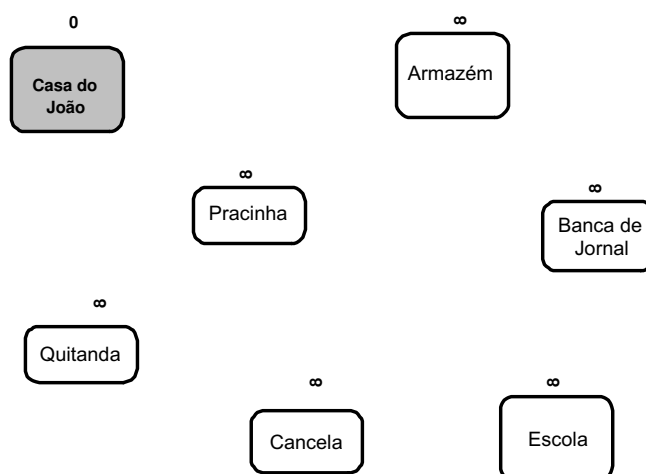 0
Casa do
João
∞
Armazém
∞
Pracinha
∞
Banca de
Jornal
∞
Quitanda
∞
Cancela
∞
Escola